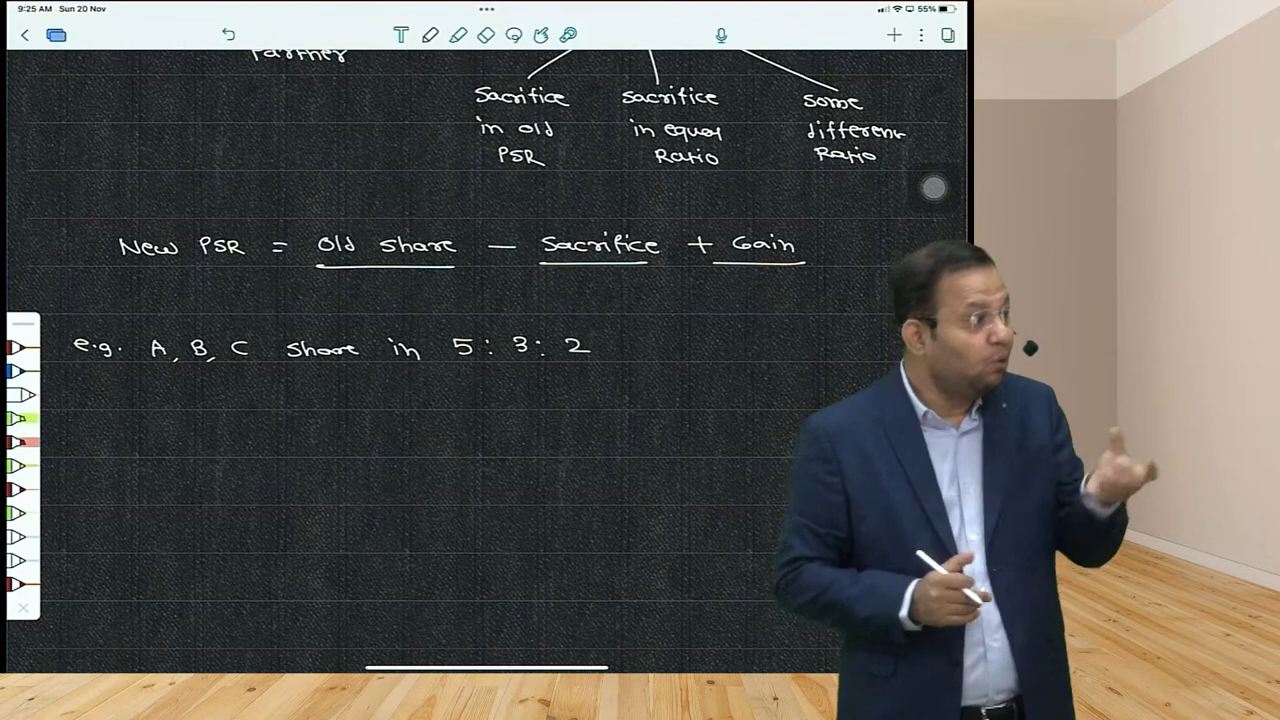 9:25 AM Sun 20 Nov
55%
T
Partner
Sacrifice in old PSR
Sacrifice in equal Ratio
Some different Ratio
New PSR = Old Share — Sacrifice + Gain
e.g. A, B, C Share in 5 : 3 : 2